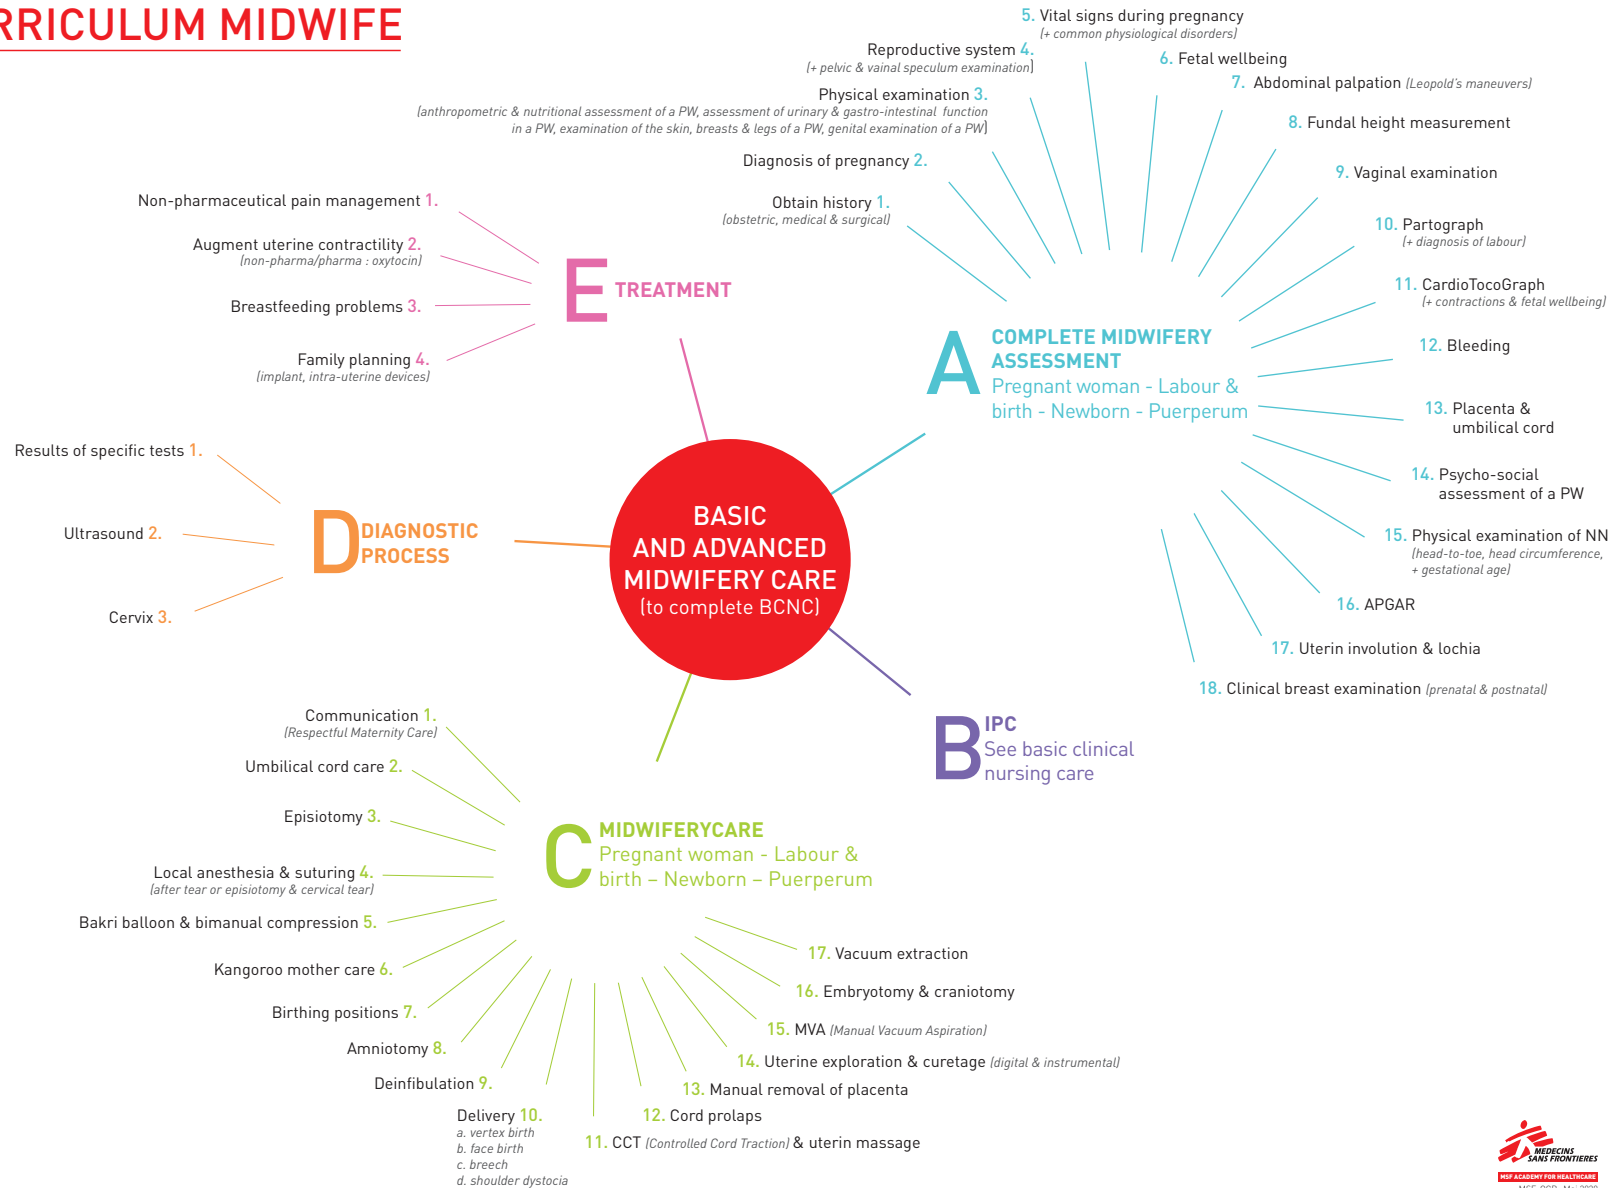 RRICULUM MIDWIFE
5. Vital signs during pregnancy
(+ common physiological disorders)
Reproductive system 4.
(+ pelvic & vainal speculum examination)
6. Fetal wellbeing
7. Abdominal palpation (Leopold's maneuvers)
Physical examination 3.
(anthropometric & nutritional assessment of a PW, assessment of urinary & gastro-intestinal function
in a PW, examination of the skin, breasts & legs of a PW, genital examination of a PW)
8. Fundal height measurement
Diagnosis of pregnancy 2.
9. Vaginal examination
Obtain history 1.
(obstetric, medical & surgical)
10. Partograph
(+ diagnosis of labour)
11. CardioTocoGraph
(+ contractions & fetal wellbeing)
12. Bleeding
13. Placenta &
umbilical cord
14. Psycho-social
assessment of a PW
15. Physical examination of NN
(head-to-toe, head circumference,
+ gestational age)
16. APGAR
17. Uterin involution & lochia
18. Clinical breast examination (prenatal & postnatal)
A COMPLETE MIDWIFERY
ASSESSMENT
Pregnant woman - Labour &
birth - Newborn - Puerperum
Non-pharmaceutical pain management 1.
Augment uterine contractility 2.
(non-pharma/pharma : oxytocin)
Breastfeeding problems 3.
Family planning 4.
(implant, intra-uterine devices)
E TREATMENT
Results of specific tests 1.
Ultrasound 2.
Cervix 3.
D DIAGNOSTIC
PROCESS
BASIC
AND ADVANCED
MIDWIFERY CARE
(to complete BCNC)
B IPC
See basic clinical
nursing care
C MIDWIFERYCARE
Pregnant woman - Labour &
birth – Newborn – Puerperum
Communication 1.
(Respectful Maternity Care)
Umbilical cord care 2.
Episiotomy 3.
Local anesthesia & suturing 4.
(after tear or episiotomy & cervical tear)
Bakri balloon & bimanual compression 5.
Kangoroo mother care 6.
Birthing positions 7.
Amniotomy 8.
Deinfibulation 9.
Delivery 10.
a. vertex birth
b. face birth
c. breech
d. shoulder dystocia
11. CCT (Controlled Cord Traction) & uterin massage
12. Cord prolaps
13. Manual removal of placenta
14. Uterine exploration & curetage (digital & instrumental)
15. MVA (Manual Vacuum Aspiration)
16. Embryotomy & craniotomy
17. Vacuum extraction
MEDECINS
SANS FRONTIERES
MSF ACADEMY FOR HEALTHCARE